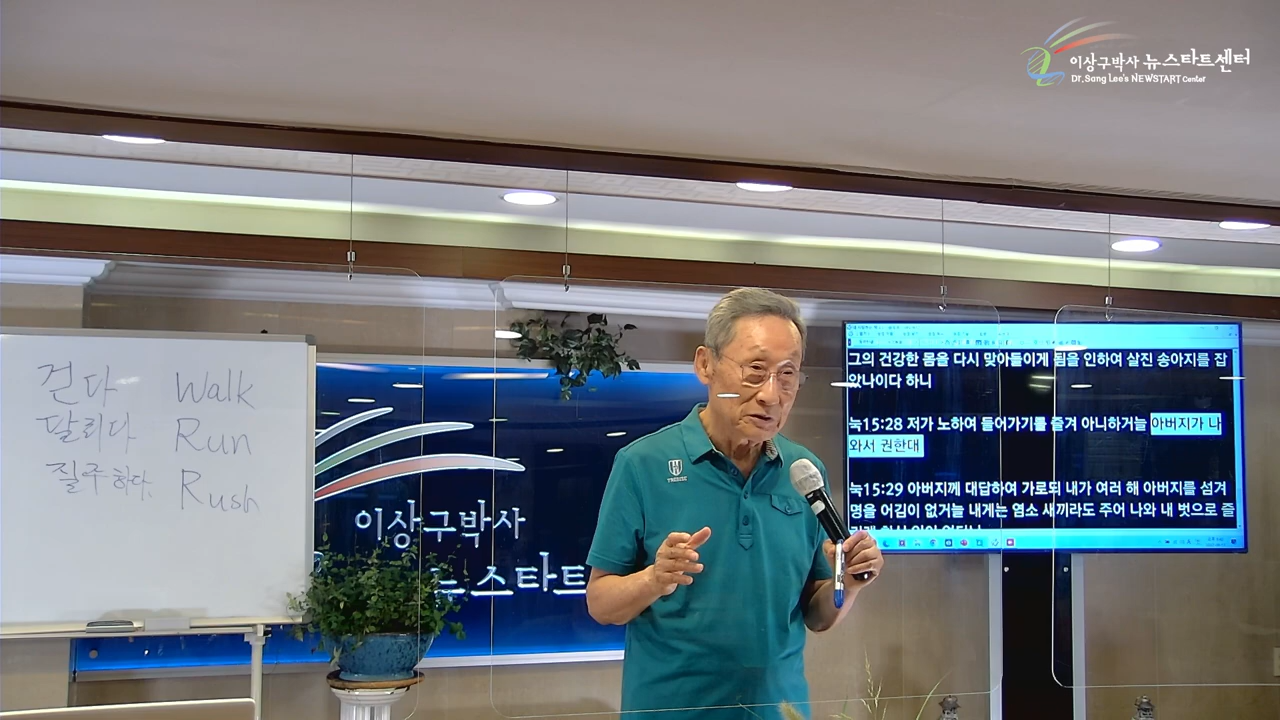 이상구박사 뉴스타트센터
Dr. Sang Lee's NEWSTART Center
걷다 Walk
달리다 Run
질주하다. Rush
이상구박사
뉴스타트
그의 건강한 몸을 다시 맞아들이게 됨을 인하여 살진 송아지를 잡
았나이다 하니
눅15:28 저가 노하여 들어가기를 즐겨 아니하거늘 아버지가 나
와서 권한대
눅15:29 아버지께 대답하여 가로되 내가 여러 해 아버지를 섬겨
명을 어김이 없거늘 내게는 염소 새끼라도 주어 나와 내 벗으로 즐